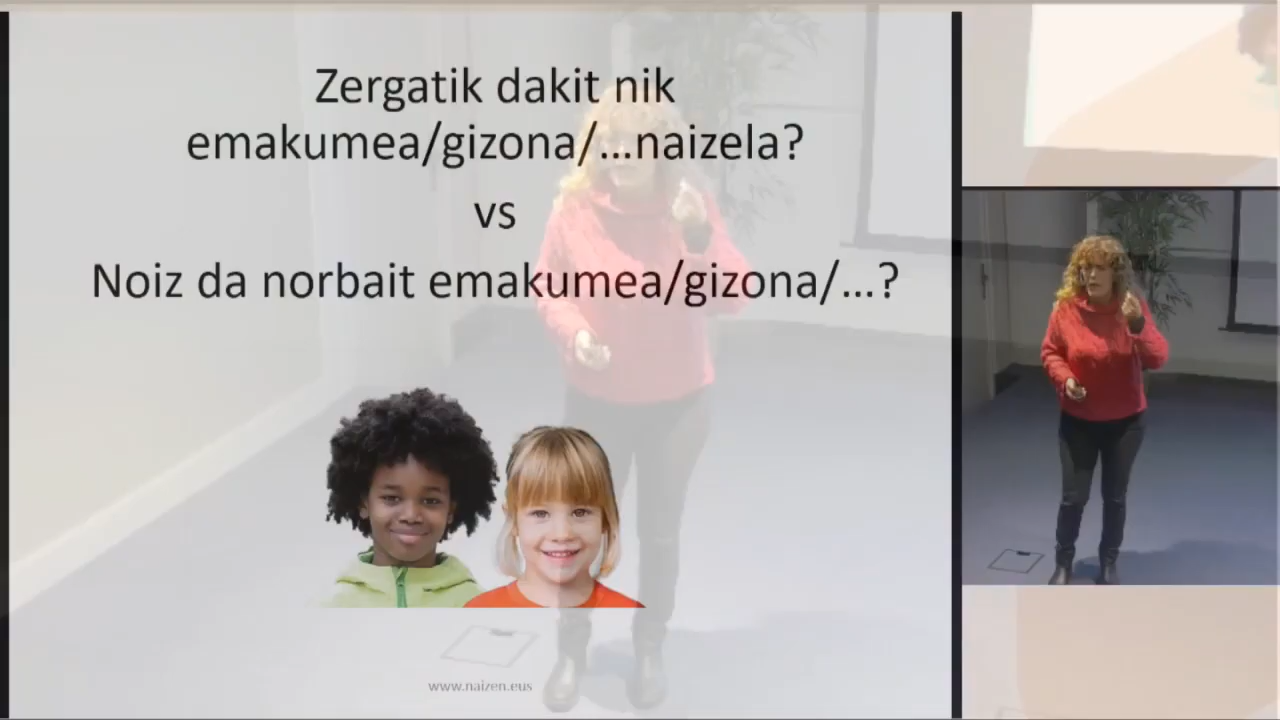 Zergatik dakit nik
emakumea/gizona/...naizela?
vs
Noiz da norbait emakumea/gizona/...?
www.naizen.eus